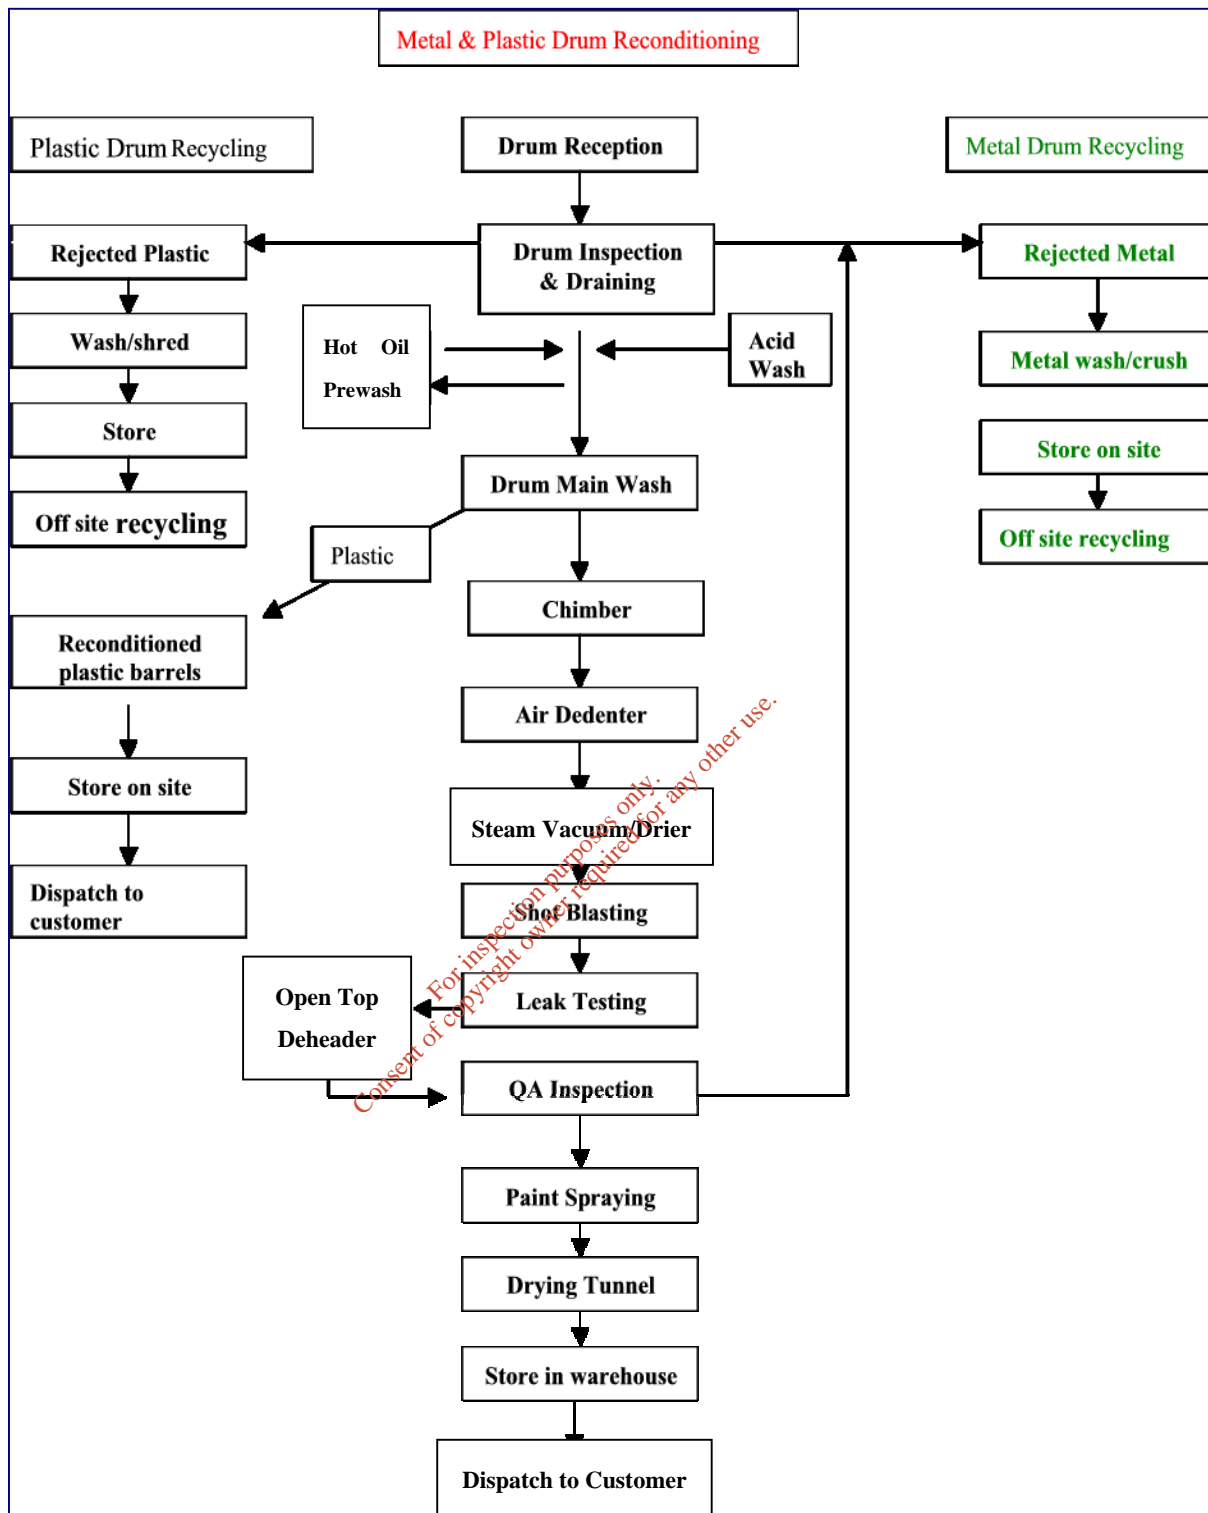 Metal & Plastic Drum Reconditioning
Plastic Drum Recycling
Drum Reception
Metal Drum Recycling
Rejected Plastic
Drum Inspection
& Draining
Rejected Metal
Wash/shred
Hot Oil
Prewash
Acid
Wash
Metal wash/crush
Store
Store on site
Drum Main Wash
Off site recycling
Off site recycling
Plastic
Chimber
Reconditioned
plastic barrels
Air Dedenter
Store on site
Steam Vacuum/Drier
Dispatch to
customer
Shot Blasting
Open Top
Deheader
Leak Testing
QA Inspection
Paint Spraying
Drying Tunnel
Store in warehouse
Dispatch to Customer
For inspection purposes only.
Consent of copyright owner required for any other use.